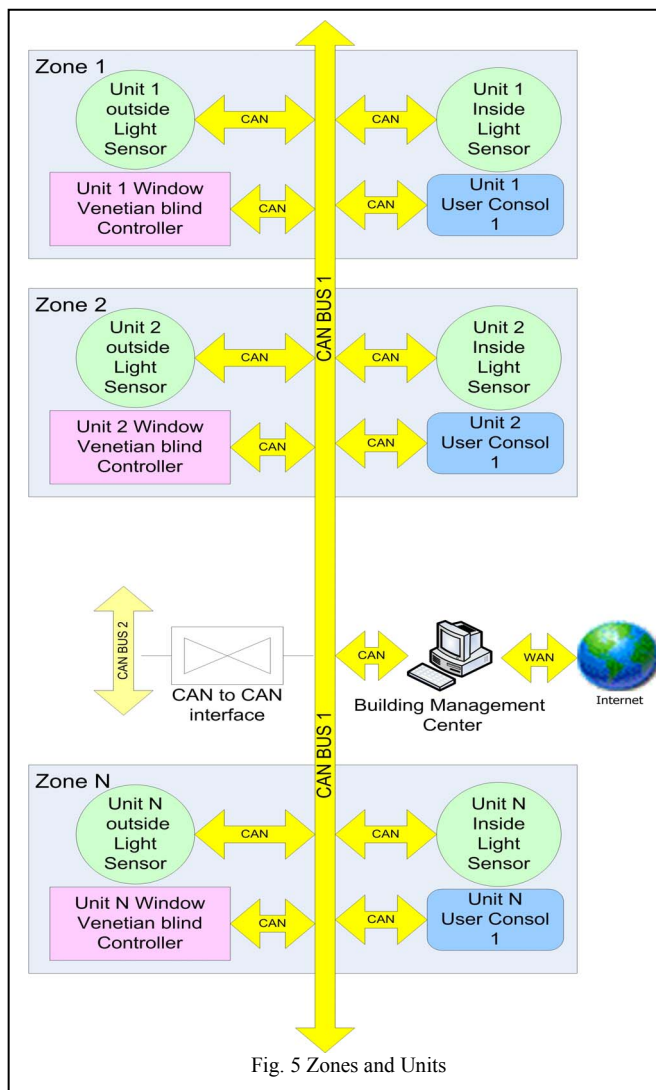 Zone 1
Unit 1
outside
Light
Sensor
CAN
CAN
Unit 1
Inside
Light
Sensor
Unit 1 Window
Venetian blind
Controller
CAN
CAN
Unit 1
User Consol
1
CAN BUS 1
Zone 2
Unit 2
outside
Light
Sensor
CAN
CAN
Unit 2
Inside
Light
Sensor
Unit 2 Window
Venetian blind
Controller
CAN
CAN
Unit 2
User Consol
1
CAN BUS 2
CAN to CAN
interface
CAN
WAN
Building Management
Center
Internet
CAN BUS 1
Zone N
Unit N
outside
Light
Sensor
CAN
CAN
Unit N
Inside
Light
Sensor
Unit N Window
Venetian blind
Controller
CAN
CAN
Unit N
User Consol
1
Fig. 5 Zones and Units